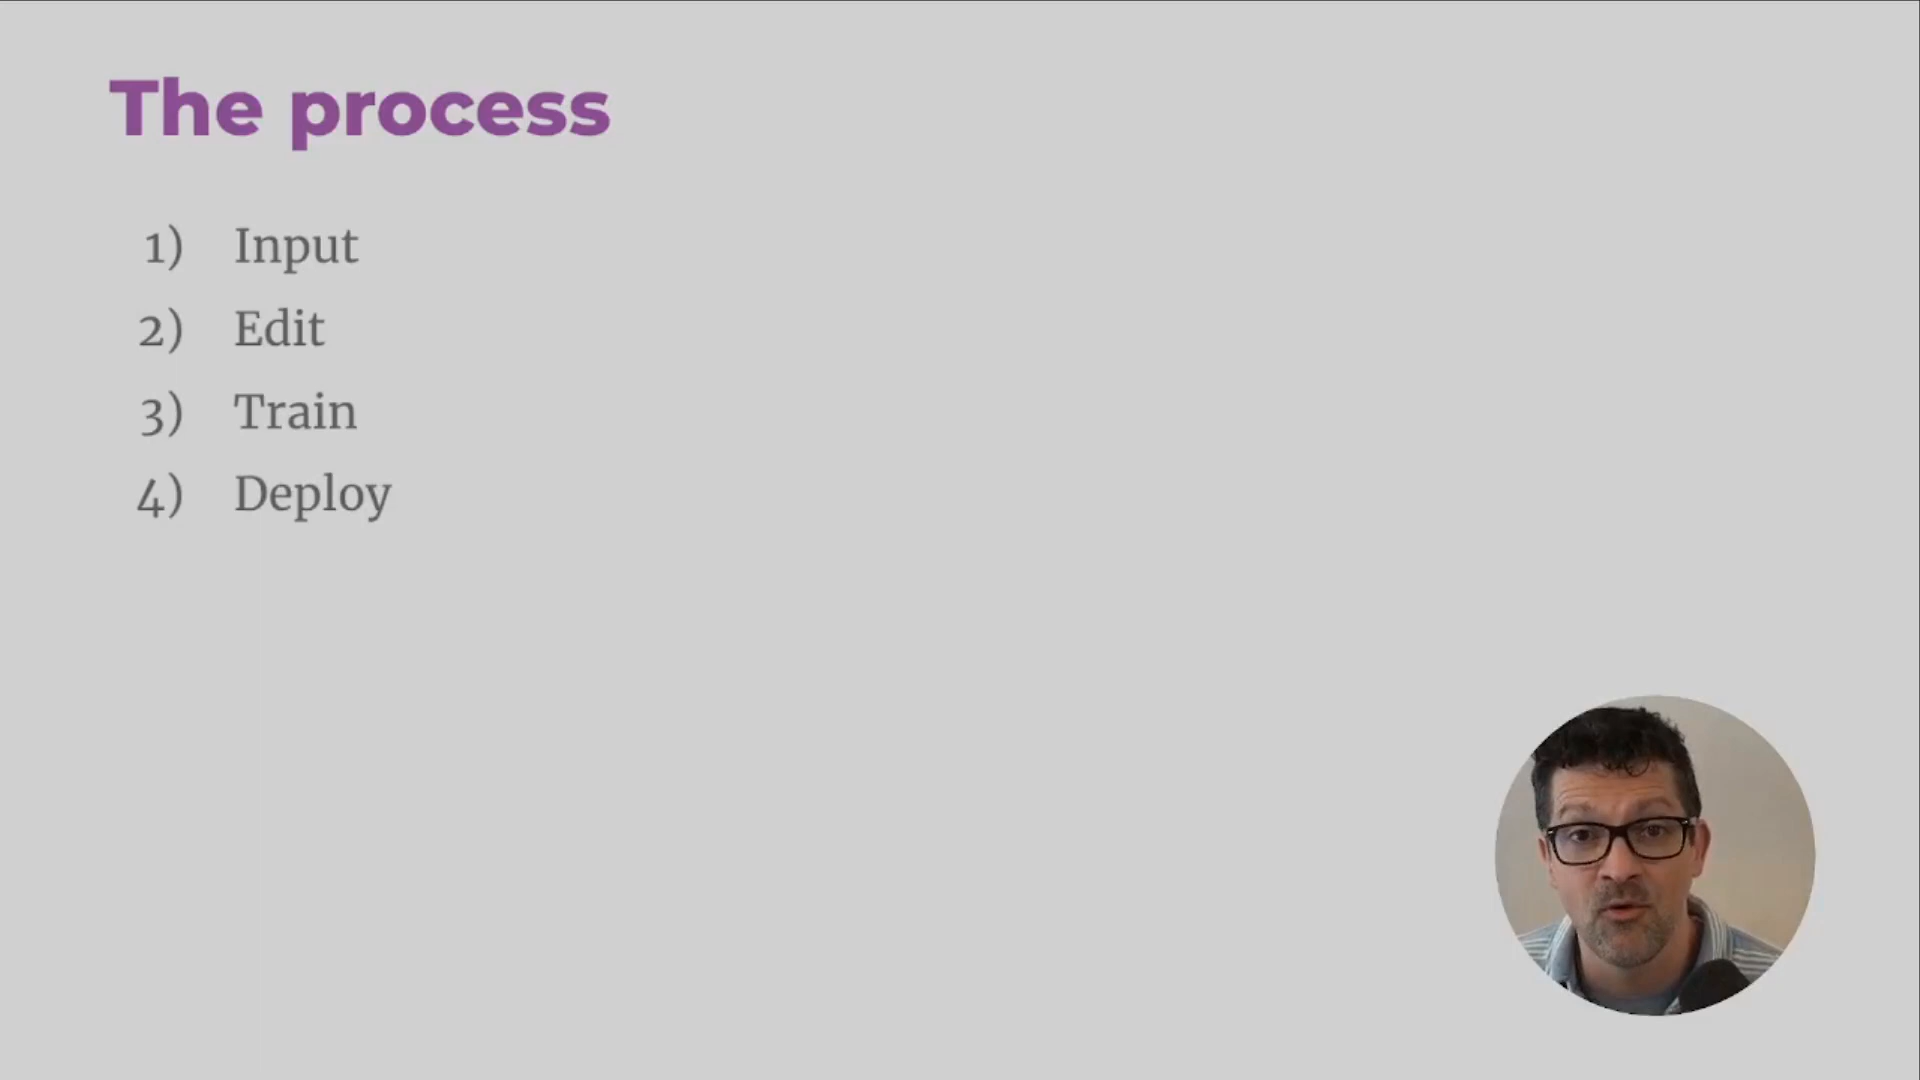 The process
1) Input
2) Edit
3) Train
4) Deploy